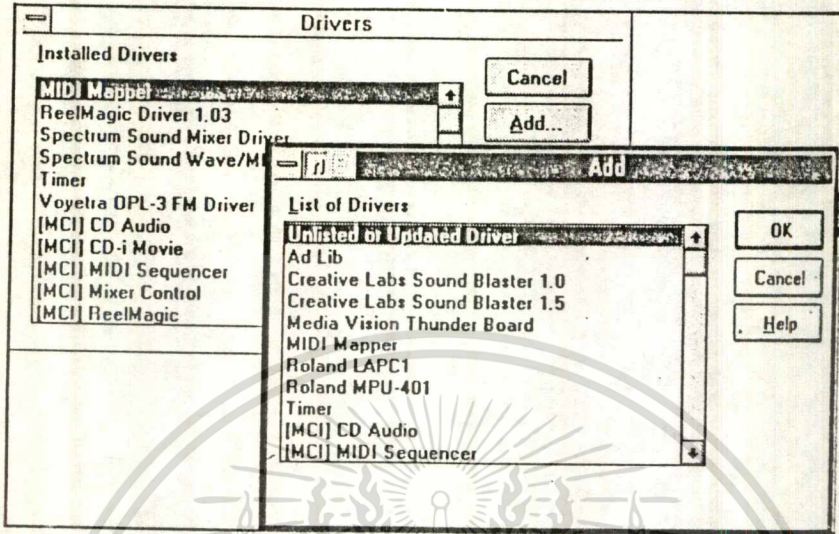 Drivers
Installed Drivers
MIDI Mapper
ReelMagic Driver 1.03
Spectrum Sound Mixer Driver
Spectrum Sound Wave/MI
Timer
Voyetra OPL-3 FM Driver
[MCI] CD Audio
[MCI] CD-i Movie
[MCI] MIDI Sequencer
[MCI] Mixer Control
[MCI] ReelMagic
Cancel
Add...
Add
List of Drivers
Unlisted or Updated Driver
Ad Lib
Creative Labs Sound Blaster 1.0
Creative Labs Sound Blaster 1.5
Media Vision Thunder Board
MIDI Mapper
Roland LAPC1
Roland MPU-401
Timer
[MCI] CD Audio
[MCI] MIDI Sequencer
OK
Cancel
Help